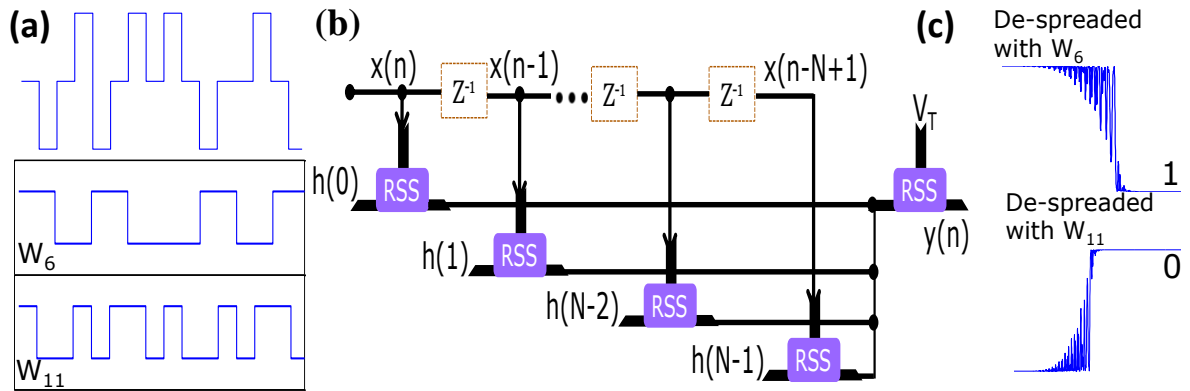 (a)
W₆
W₁₁
(b)
x(n)
Z⁻¹
x(n-1)
Z⁻¹
Z⁻¹
x(n-N+1)
h(0)
RSS
h(1)
RSS
h(N-2)
RSS
h(N-1)
RSS
V_T
RSS
y(n)
(c)
De-spreaded
with W₆
1
De-spreaded
with W₁₁
0